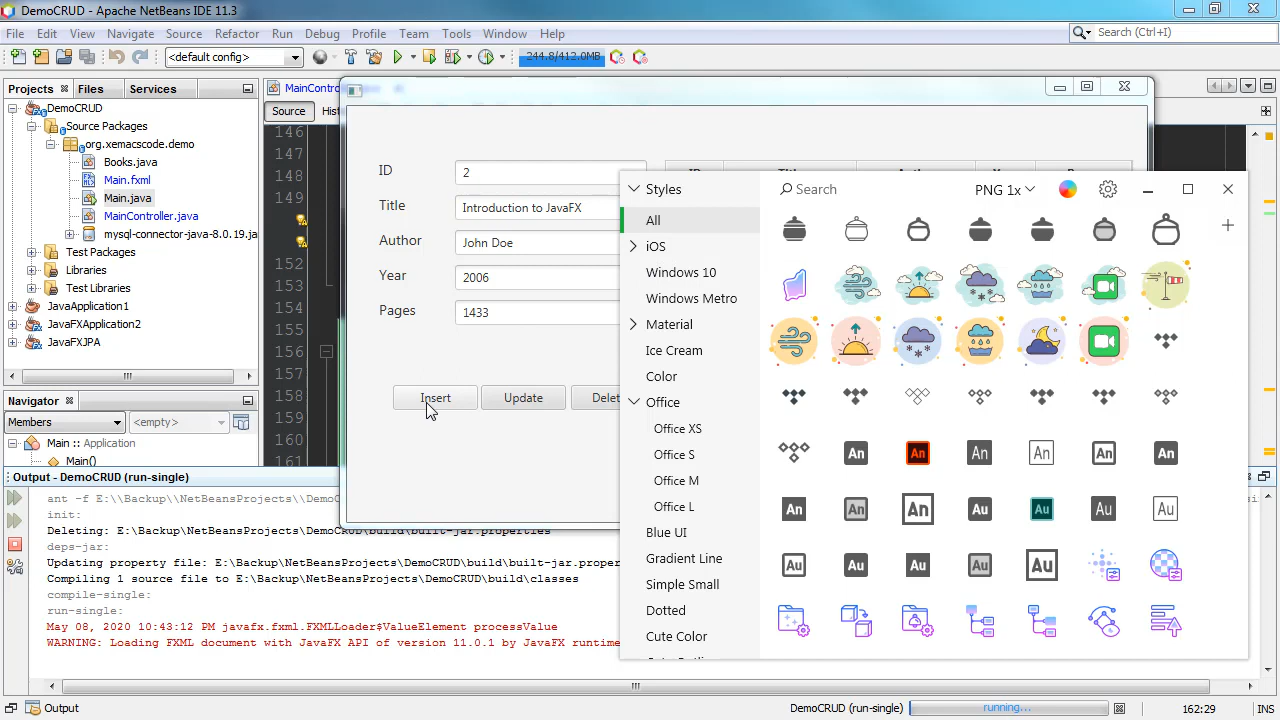 DemoCRUD - Apache NetBeans IDE 11.3
File Edit View Navigate Source Refactor Run Debug Profile Team Tools Window Help
Search (Ctrl+I)
<default config>
244.8/412.0MB
Projects Files Services
DemoCRUD
Source Packages
org.xemacscode.demo
Books.java
Main.fxml
Main.java
MainController.java
mysql-connector-java-8.0.19.ja
Test Packages
Libraries
Test Libraries
JavaApplication1
JavaFXApplication2
JavaFXJPA
Navigator
Members
<empty>
Main :: Application
Main()
MainContro
Source
146
147
148
149
152
153
154
155
156
157
158
159
160
161
ID 2
Title Introduction to JavaFX
Author John Doe
Year 2006
Pages 1433
Insert Update Delet
Styles
Search
PNG 1x
All
iOS
Windows 10
Windows Metro
Material
Ice Cream
Color
Office
Office XS
Office S
Office M
Office L
Blue UI
Gradient Line
Simple Small
Dotted
Cute Color
An An An An An An
An An An Au Au Au Au
Au Au Au Au Au
Output - DemoCRUD (run-single)
ant -f E:\\Backup\\NetBeansProjects\\DemoC
init:
Deleting: E:\Backup\NetBeansProjects\DemoCRUD\build\built-jar.properties
deps-jar:
Updating property file: E:\Backup\NetBeansProjects\DemoCRUD\build\built-jar.proper
Compiling 1 source file to E:\Backup\NetBeansProjects\DemoCRUD\build\classes
compile-single:
run-single:
May 08, 2020 10:43:12 PM javafx.fxml.FXMLLoader$ValueElement processValue
WARNING: Loading FXML document with JavaFX API of version 11.0.1 by JavaFX runtime
Output
DemoCRUD (run-single)
running...
162:29
INS